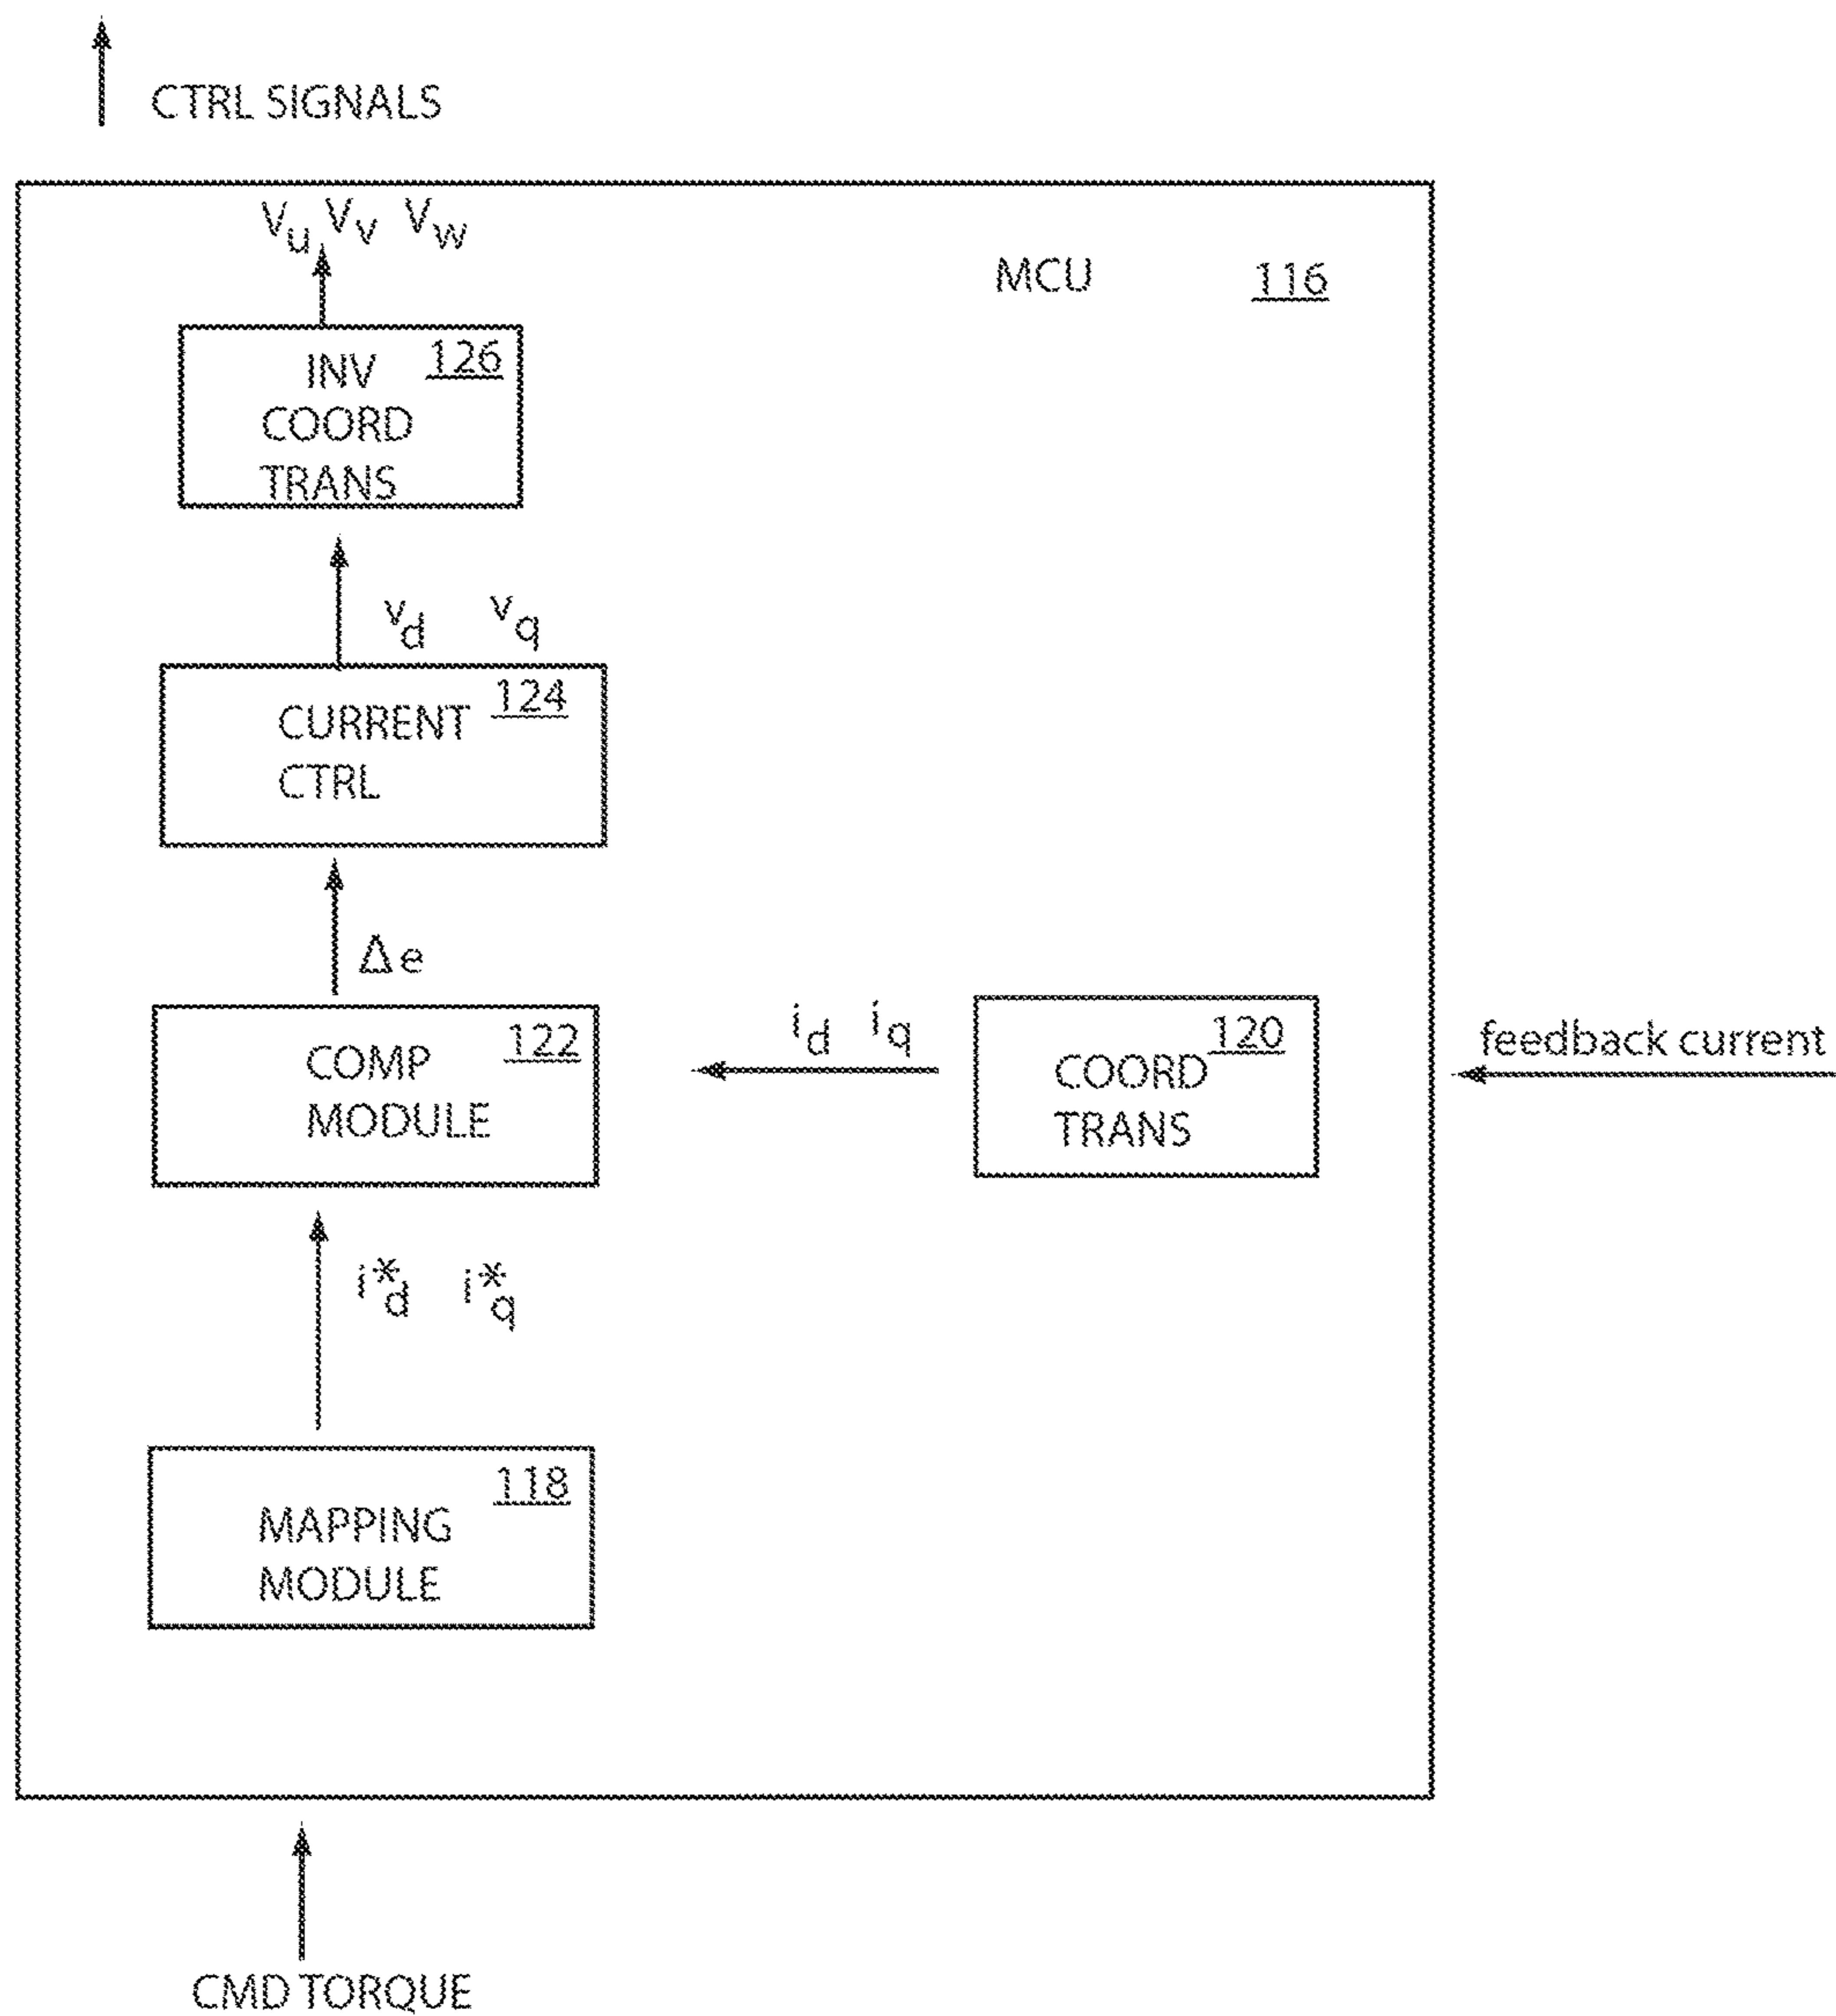 CTRL SIGNALS
Vu Vv Vw
MCU 116
126
INV
COORD
TRANS
vd vq
124
CURRENT
CTRL
Δe
122
COMP
MODULE
id iq
120
COORD
TRANS
feedback current
i*d i*q
118
MAPPING
MODULE
CMD TORQUE